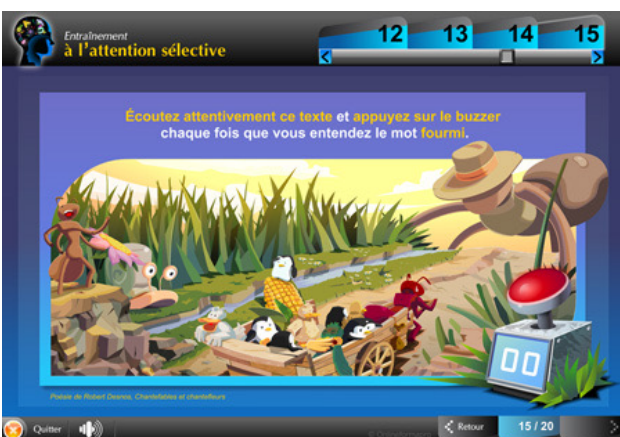 Entraînement
à l'attention sélective
12 13 14 15
Écoutez attentivement ce texte et appuyez sur le buzzer
chaque fois que vous entendez le mot fourmi.
00
Poésie de Robert Desnos, Chantefables et chantefleurs
Quitter
Retour
15 / 20